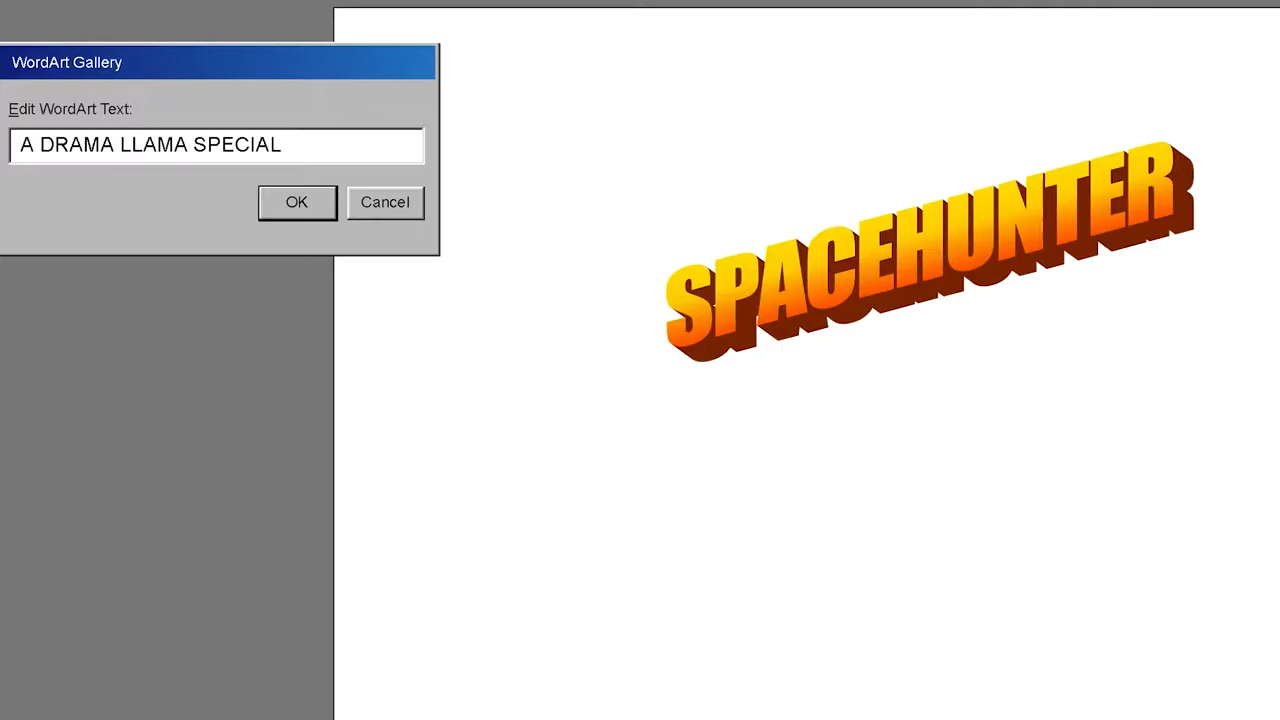 WordArt Gallery
Edit WordArt Text:
A DRAMA LLAMA SPECIAL
OK
Cancel
SPACEHUNTER